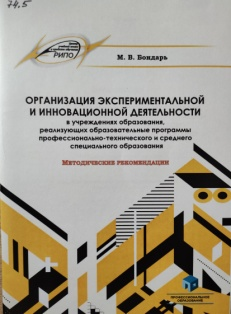 74.5
РИПО
М. В. Бондарь
ОРГАНИЗАЦИЯ ЭКСПЕРИМЕНТАЛЬНОЙ
И ИННОВАЦИОННОЙ ДЕЯТЕЛЬНОСТИ
в учреждениях образования,
реализующих образовательные программы
профессионально-технического и среднего
специального образования
Методические рекомендации
ПРОФЕССИОНАЛЬНОЕ
ОБРАЗОВАНИЕ